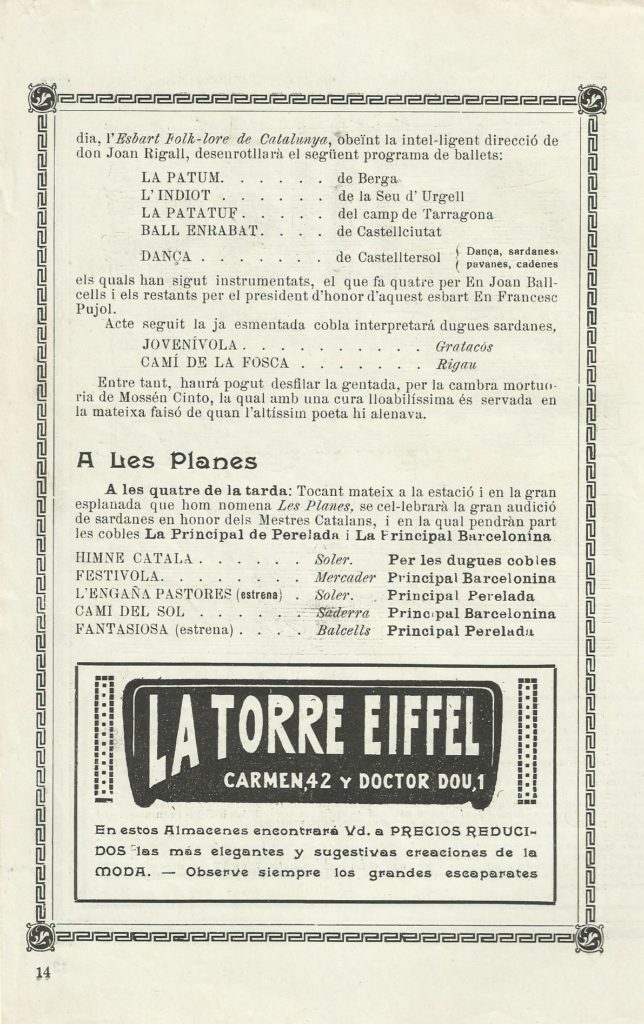 dia, l'Esbart Folk-lore de Catalunya, obeïnt la intel-ligent direcció de
don Joan Rigall, desenrotllarà el següent programa de ballets:
LA PATUM. . . . . . de Berga
L'INDIOT . . . . . . de la Seu d'Urgell
LA PATATUF. . . . . del camp de Tarragona
BALL ENRABAT. . . . de Castellciutat
DANÇA . . . . . . . de Castelltersol { Dança, sardanes,
{ pavanes, cadenes
els quals han sigut instrumentats, el que fa quatre per En Joan Ball-
cells i els restants per el president d'honor d'aquest esbart En Francesc
Pujol.
Acte seguit la ja esmentada cobla interpretará dugues sardanes,
JOVENÍVOLA . . . . . . . . . . Gratacós
CAMÍ DE LA FOSCA . . . . . . . Rigau
Entre tant, haurá pogut desfilar la gentada, per la cambra mortuo-
ria de Mossén Cinto, la qual amb una cura lloabilíssima és servada en
la mateixa faisó de quan l'altíssim poeta hi alenava.
A Les Planes
A les quatre de la tarda: Tocant mateix a la estació i en la gran
esplanada que hom nomena Les Planes, se cel-lebrarà la gran audició
de sardanes en honor dels Mestres Catalans, i en la qual pendràn part
les cobles La Principal de Perelada i La Principal Barcelonina.
HIMNE CATALA . . . . . Soler. Per les dugues cobles
FESTIVOLA. . . . . . . Mercader Principal Barcelonina
L'ENGAÑA PASTORES (estrena) . Soler. Principal Perelada
CAMI DEL SOL . . . . . . Saderra Principal Barcelonina
FANTASIOSA (estrena) . . . . Balcells Principal Perelada
LA TORRE EIFFEL
CARMEN, 42 Y DOCTOR DOU, 1
En estos Almacenes encontrará Vd. a PRECIOS REDUCI-
DOS las más elegantes y sugestivas creaciones de la
MODA. — Observe siempre los grandes escaparates
14